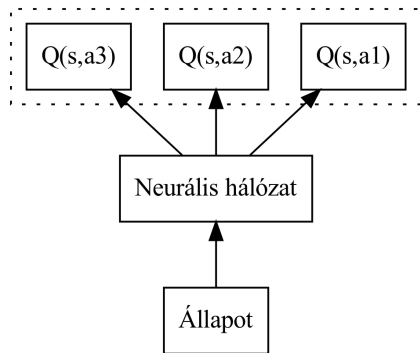 Q(s,a3) Q(s,a2) Q(s,a1)
Neurális hálózat
Állapot